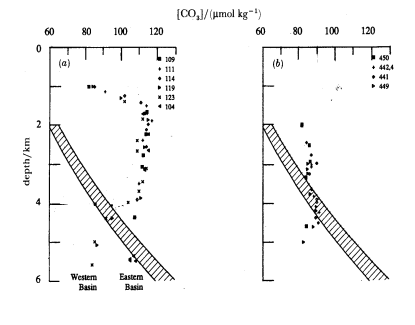 [CO₃]/(μmol kg⁻¹)
60 80 100 120
60 80 100 120
0
2
4
6
depth/km
(a)
109
111
114
119
123
104
Western Basin
Eastern Basin
(b)
450
442,4
441
449